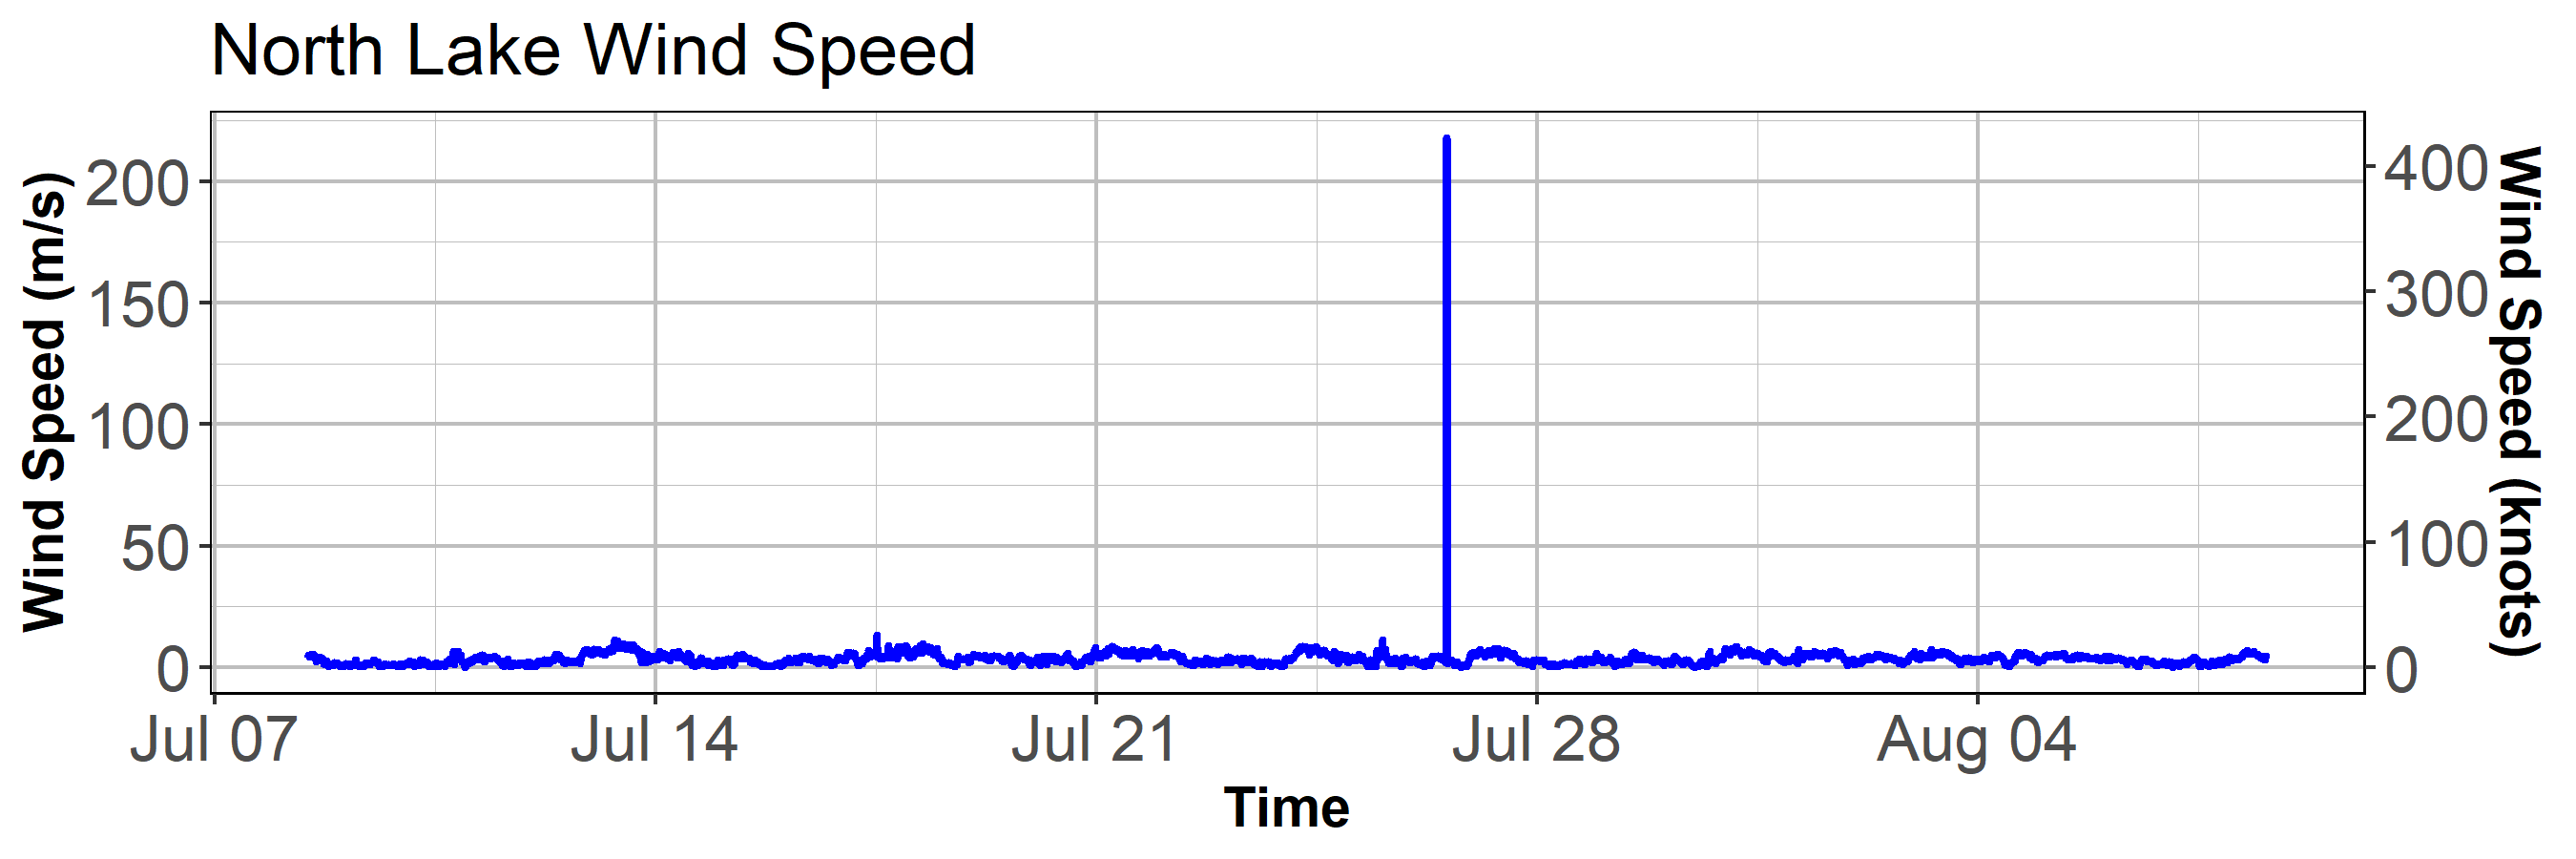 North Lake Wind Speed
Wind Speed (m/s)
200
150
100
50
0
400
300
200
100
0
Wind Speed (knots)
Jul 07 Jul 14 Jul 21 Jul 28 Aug 04
Time